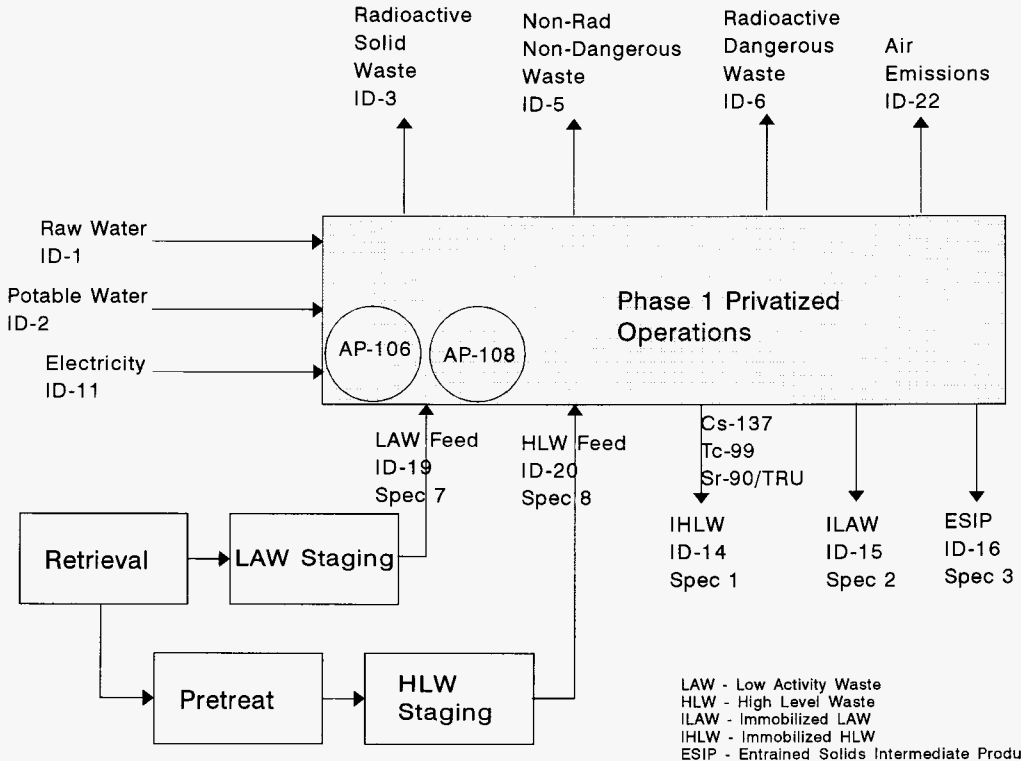 Radioactive
Solid
Waste
ID-3
Non-Rad
Non-Dangerous
Waste
ID-5
Radioactive
Dangerous
Waste
ID-6
Air
Emissions
ID-22
Raw Water
ID-1
Potable Water
ID-2
Electricity
ID-11
Phase 1 Privatized
Operations
AP-106
AP-108
LAW Feed
ID-19
Spec 7
HLW Feed
ID-20
Spec 8
Cs-137
Tc-99
Sr-90/TRU
IHLW
ID-14
Spec 1
ILAW
ID-15
Spec 2
ESIP
ID-16
Spec 3
Retrieval
LAW Staging
Pretreat
HLW
Staging
LAW - Low Activity Waste
HLW - High Level Waste
ILAW - Immobilized LAW
IHLW - Immobilized HLW
ESIP - Entrained Solids Intermediate Produ